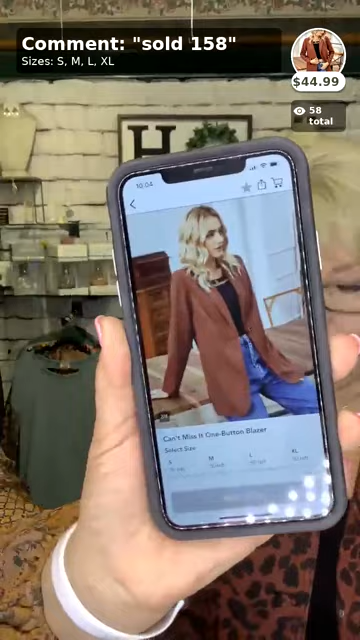 Comment: "sold 158"
Sizes: S, M, L, XL
$44.99
58
total
H
10:04
Can't Miss It One-Button Blazer
Select Size
S M L XL